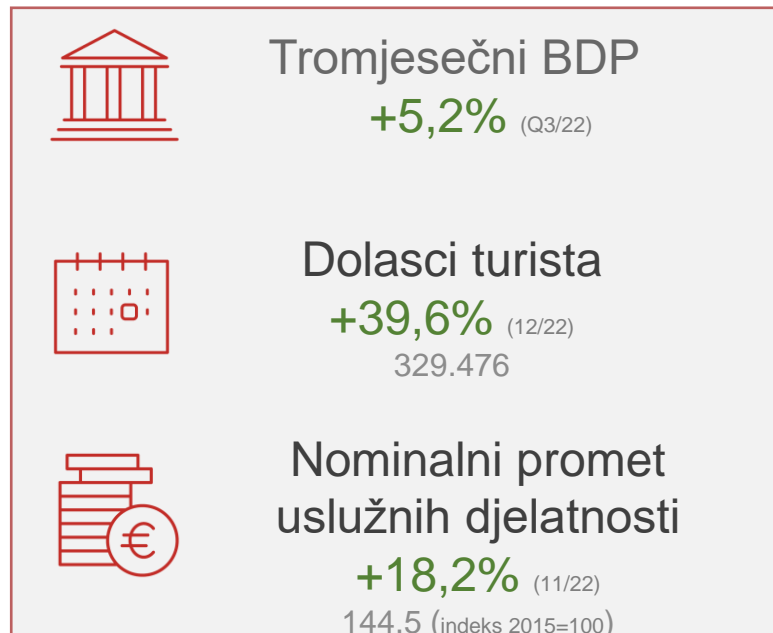 Tromjesečni BDP
+5,2% (Q3/22)
Dolasci turista
+39,6% (12/22)
329.476
Nominalni promet
uslužnih djelatnosti
+18,2% (11/22)
144.5 (indeks 2015=100)